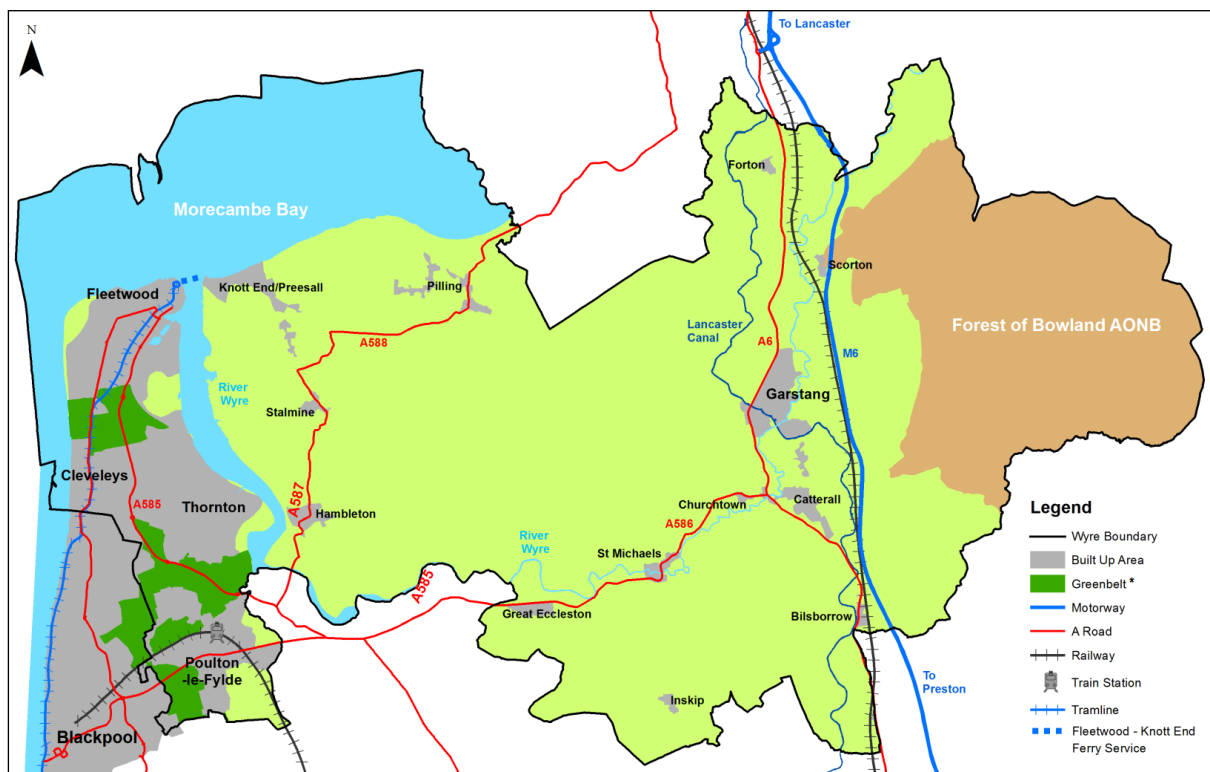 N
To Lancaster
Forton
Morecambe Bay
Scorton
Fleetwood
Knott End/Preesall
Pilling
Lancaster
Canal
A6
M6
Forest of Bowland AONB
A588
River
Wyre
Stalmine
Garstang
Cleveleys
A585
Thornton
A587
Hambleton
Churchtown
Catterall
A586
River
Wyre
St Michaels
A585
Great Eccleston
Bilsborrow
Poulton
-le-Fylde
To
Preston
Inskip
Blackpool
Legend
Wyre Boundary
Built Up Area
Greenbelt *
Motorway
A Road
Railway
Train Station
Tramline
Fleetwood - Knott End
Ferry Service